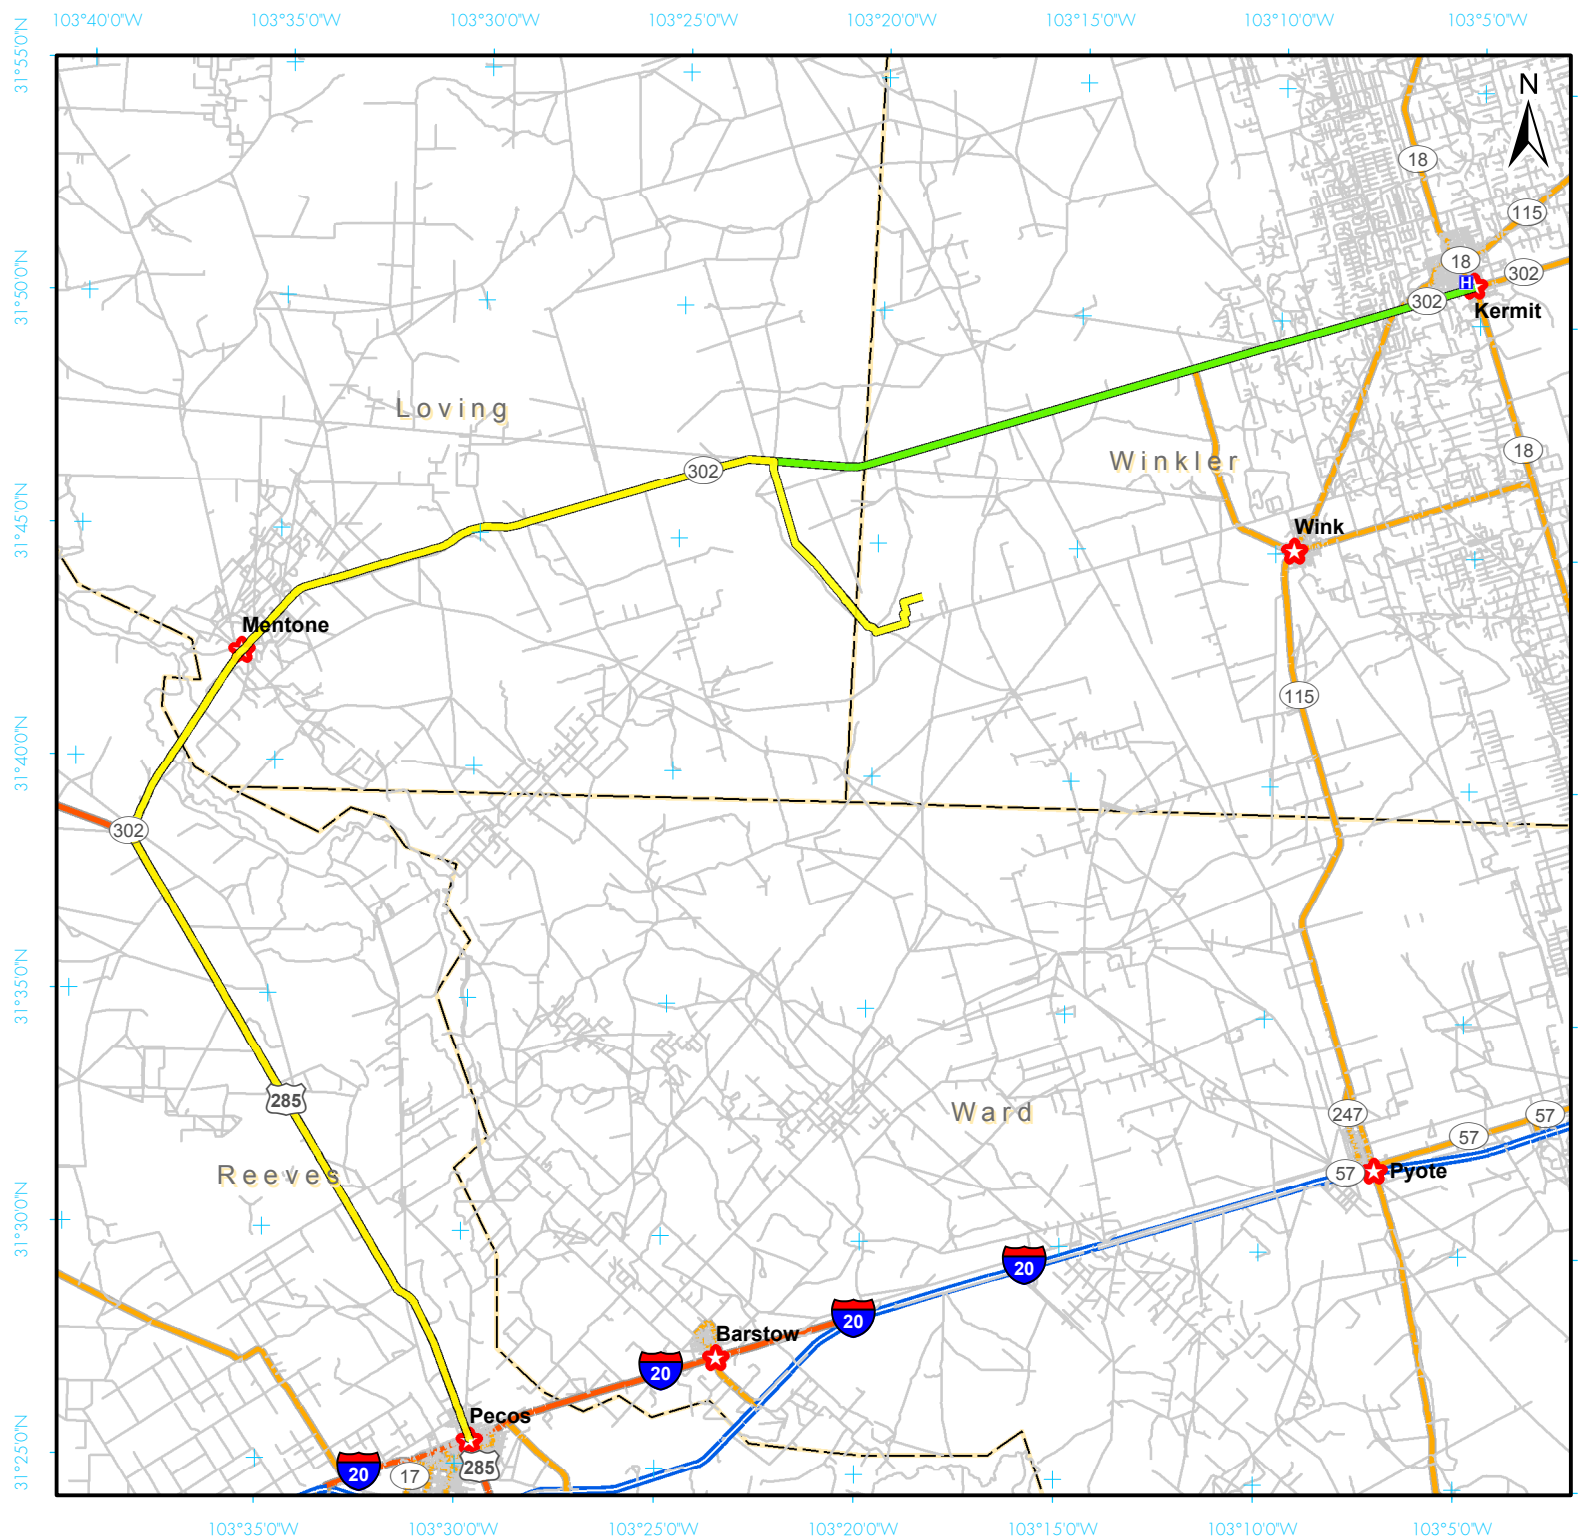 103°40'0"W
103°35'0"W
103°30'0"W
103°25'0"W
103°20'0"W
103°15'0"W
103°10'0"W
103°5'0"W
31°55'0"N
N
18
115
18
302
H
302
31°50'0"N
Kermit
Loving
Winkler
18
302
31°45'0"N
Wink
Mentone
115
31°40'0"N
302
31°35'0"N
285
Ward
247
57
57
57
Pyote
Reeves
31°30'0"N
20
20
Barstow
20
Pecos
31°25'0"N
20
17
285
103°35'0"W
103°30'0"W
103°25'0"W
103°20'0"W
103°15'0"W
103°10'0"W
103°5'0"W